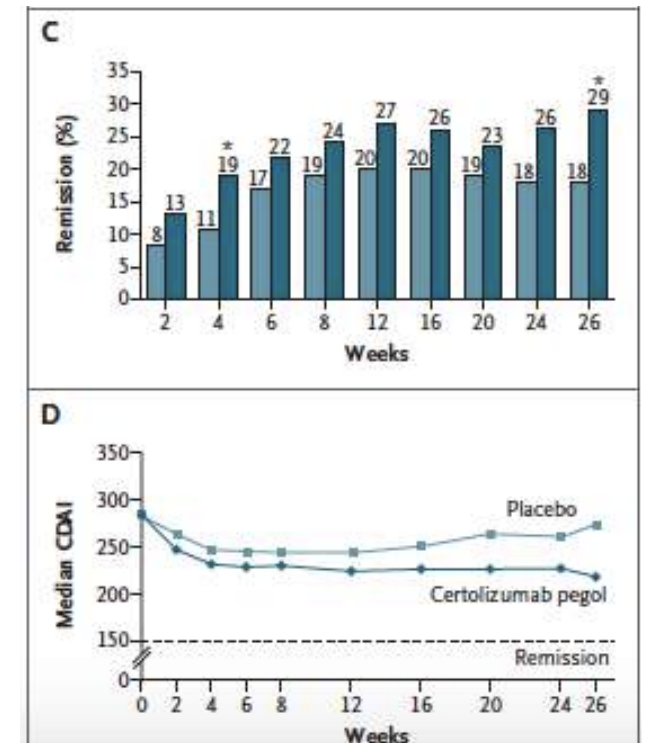 C
35
30
25
20
15
10
5
0
Remission (%)
8 13
11 19 *
17 22
19 24
20 27
20 26
19 23
18 26
18 29 *
2 4 6 8 12 16 20 24 26
Weeks
D
350
300
250
200
150
0
Median CDAI
Placebo
Certolizumab pegol
Remission
0 2 4 6 8 12 16 20 24 26
Weeks